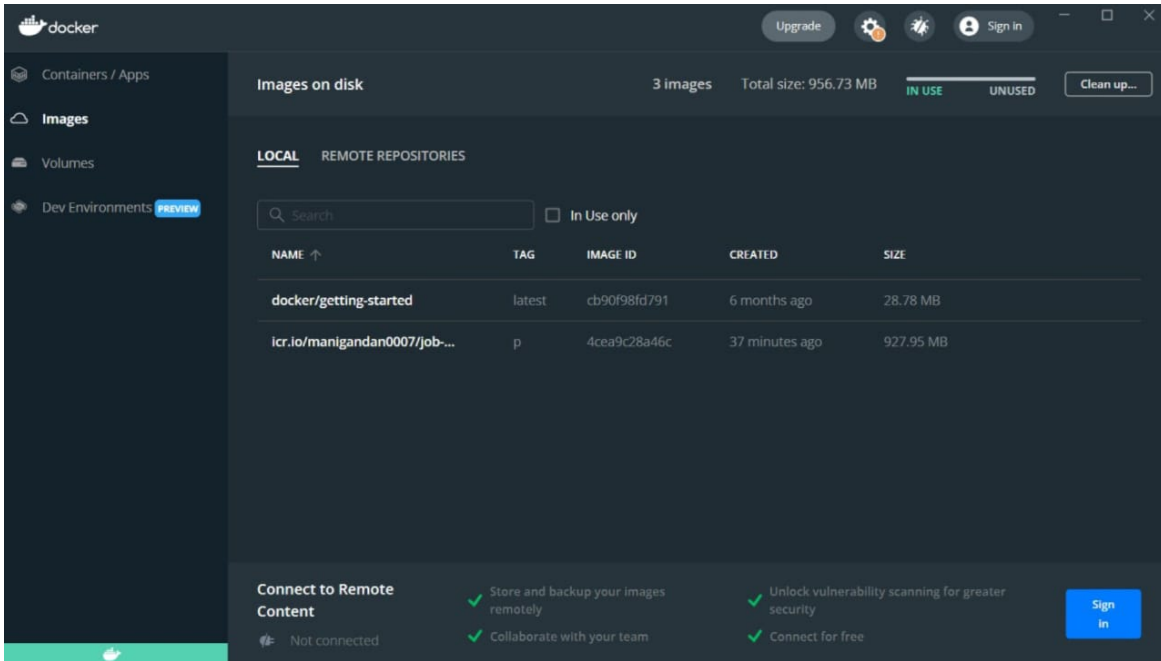 docker
Upgrade
Sign in
Containers / Apps
Images
Volumes
Dev Environments PREVIEW
Images on disk
3 images
Total size: 956.73 MB
IN USE
UNUSED
Clean up...
LOCAL
REMOTE REPOSITORIES
Search
In Use only
NAME TAG IMAGE ID CREATED SIZE
docker/getting-started latest cb90f98fd791 6 months ago 28.78 MB
icr.io/manigandan0007/job-... p 4cea9c28a46c 37 minutes ago 927.95 MB
Connect to Remote
Content
Not connected
Store and backup your images
remotely
Collaborate with your team
Unlock vulnerability scanning for greater
security
Connect for free
Sign
in